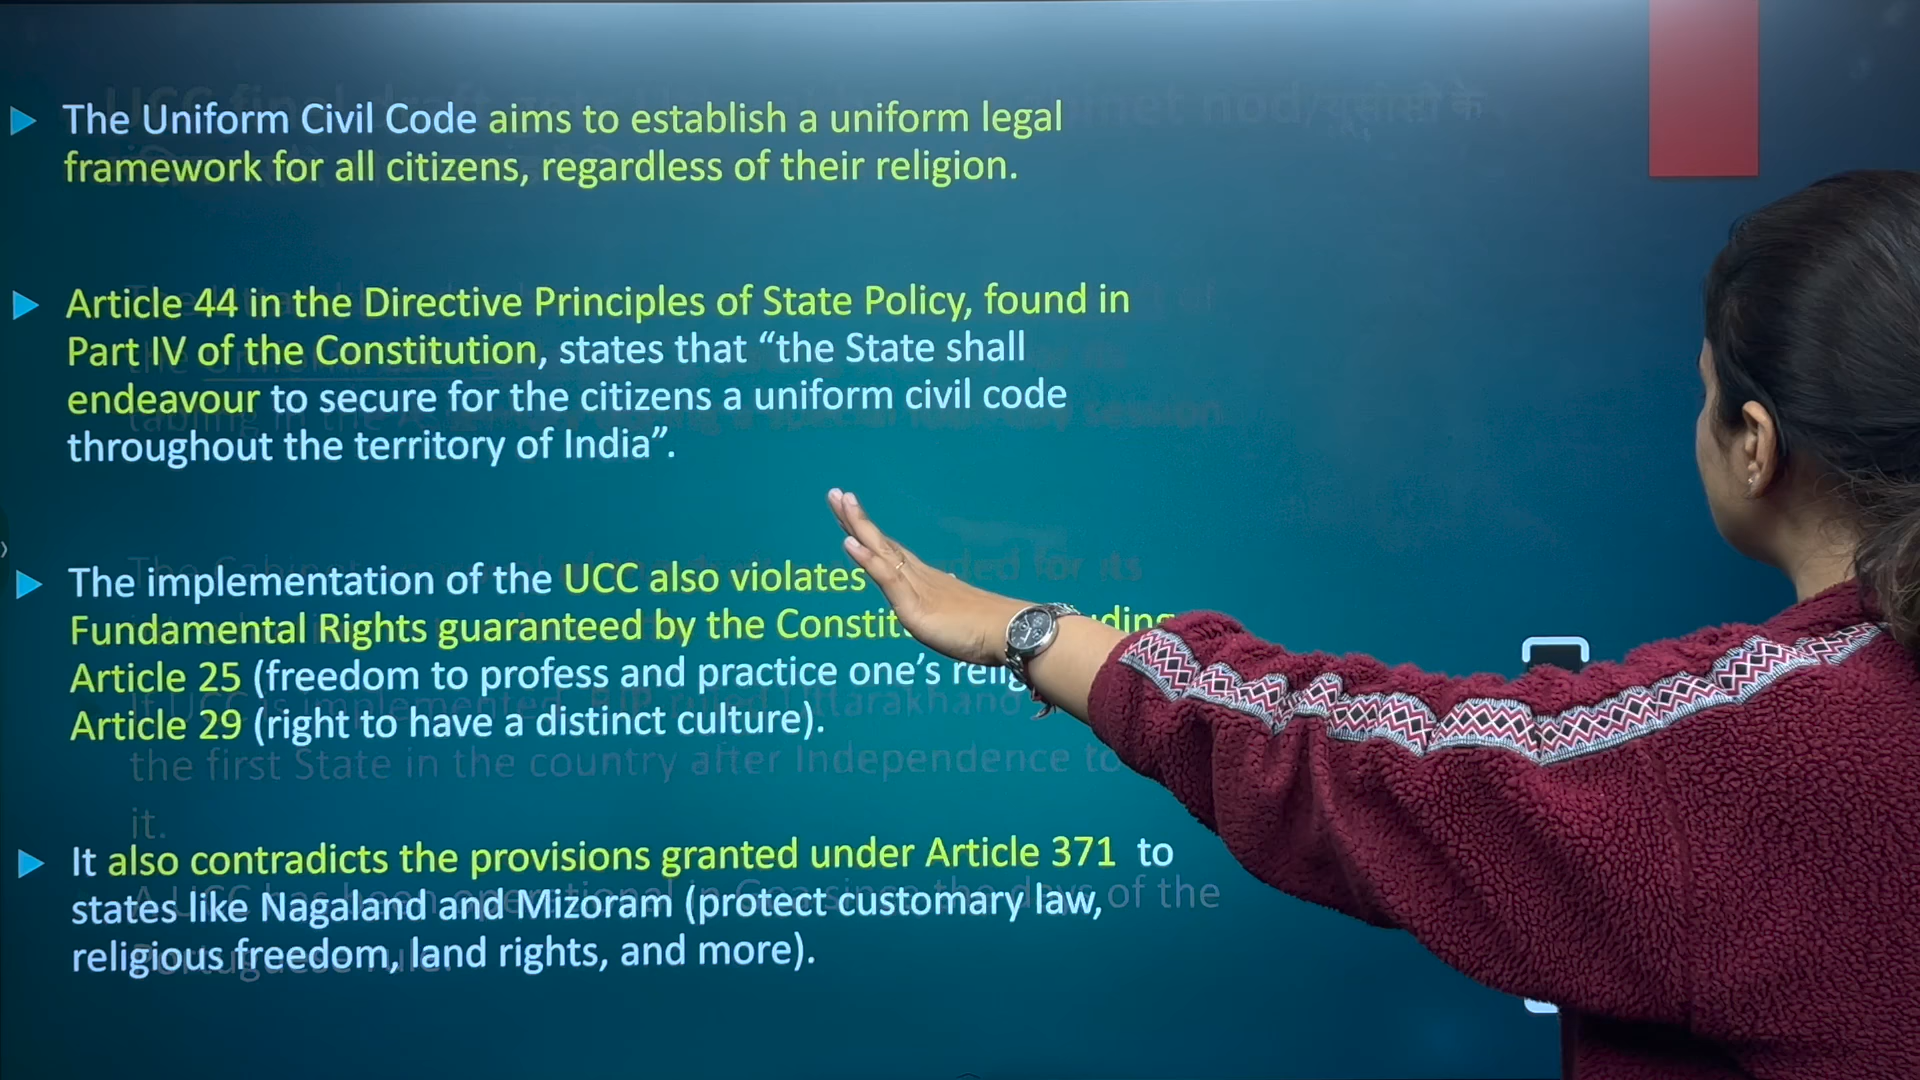 The Uniform Civil Code aims to establish a uniform legal
framework for all citizens, regardless of their religion.
Article 44 in the Directive Principles of State Policy, found in
Part IV of the Constitution, states that “the State shall
endeavour to secure for the citizens a uniform civil code
throughout the territory of India”.
The implementation of the UCC also violates
Fundamental Rights guaranteed by the
Article 25 (freedom to profess and practice one’s
Article 29 (right to have a distinct culture).
the first State in the country after Independence to
it.
It also contradicts the provisions granted under Article 371 to
states like Nagaland and Mizoram (protect customary law,
of the
religious freedom, land rights, and more).